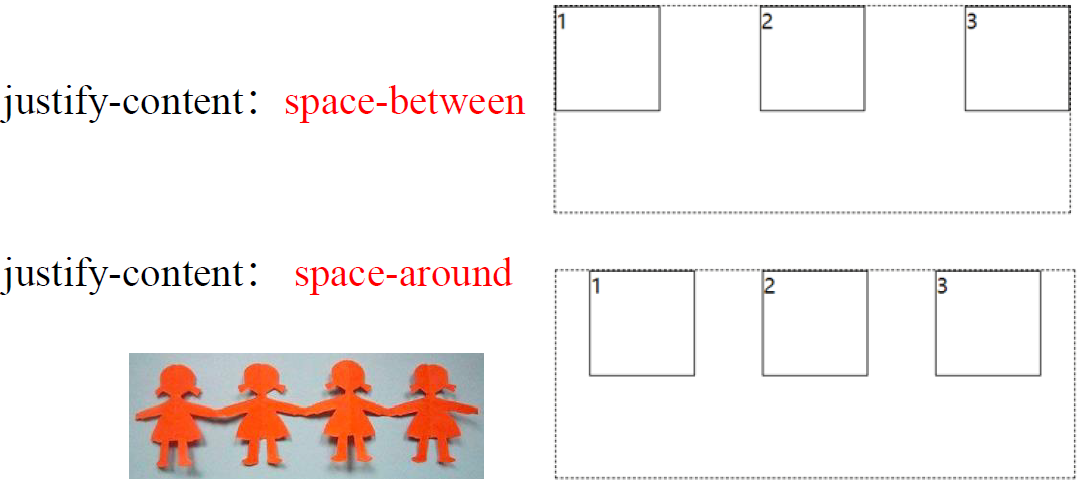 justify-content：space-between
1 2 3
justify-content： space-around
1 2 3